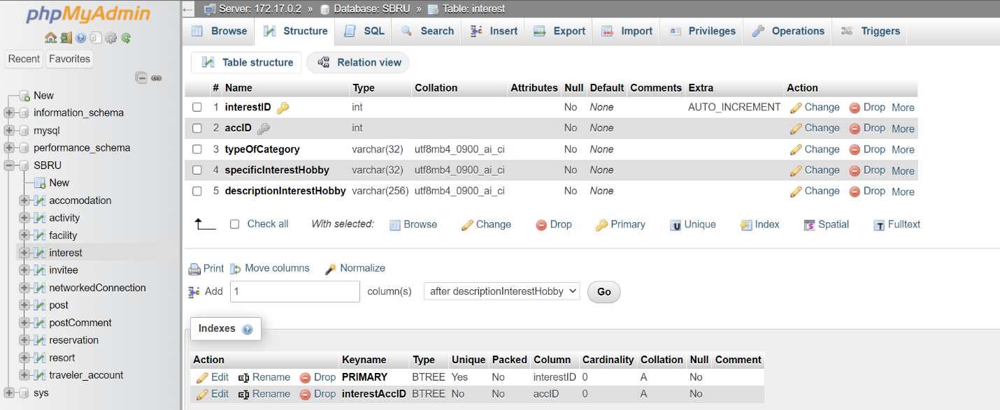 phpMyAdmin
Recent Favorites
New
information_schema
mysql
performance_schema
SBRU
New
accomodation
activity
facility
interest
invitee
networkedConnection
post
postComment
reservation
resort
traveler_account
sys
Server: 172.17.0.2 » Database: SBRU » Table: interest
Browse Structure SQL Search Insert Export Import Privileges Operations Triggers
Table structure Relation view
# Name Type Collation Attributes Null Default Comments Extra Action
1 interestID int No None AUTO_INCREMENT Change Drop More
2 accID int No None Change Drop More
3 typeOfCategory varchar(32) utf8mb4_0900_ai_ci No None Change Drop More
4 specificInterestHobby varchar(32) utf8mb4_0900_ai_ci No None Change Drop More
5 descriptionInterestHobby varchar(256) utf8mb4_0900_ai_ci No None Change Drop More
Check all With selected: Browse Change Drop Primary Unique Index Spatial Fulltext
Print Move columns Normalize
Add 1 column(s) after descriptionInterestHobby Go
Indexes
Action Keyname Type Unique Packed Column Cardinality Collation Null Comment
Edit Rename Drop PRIMARY BTREE Yes No interestID 0 A No
Edit Rename Drop interestAccID BTREE No No accID 0 A No